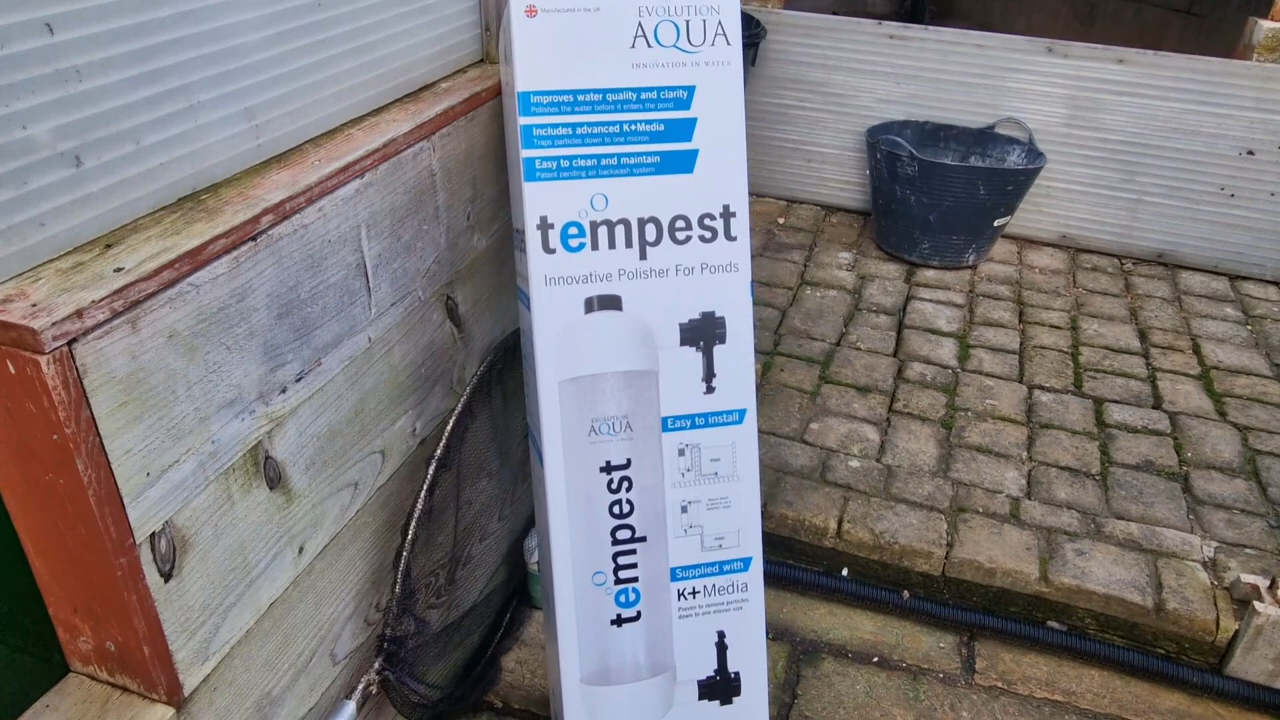 Manufactured in the UK
EVOLUTION
AQUA
INNOVATION IN WATER
Improves water quality and clarity
Polishes the water before it enters the pond
Includes advanced K+Media
Traps particles down to one micron
Easy to clean and maintain
Patent pending air backwash system
tempest
Innovative Polisher For Ponds
EVOLUTION
AQUA
tempest
Easy to install
Supplied with
K+Media
Proven to remove particles
down to one micron size